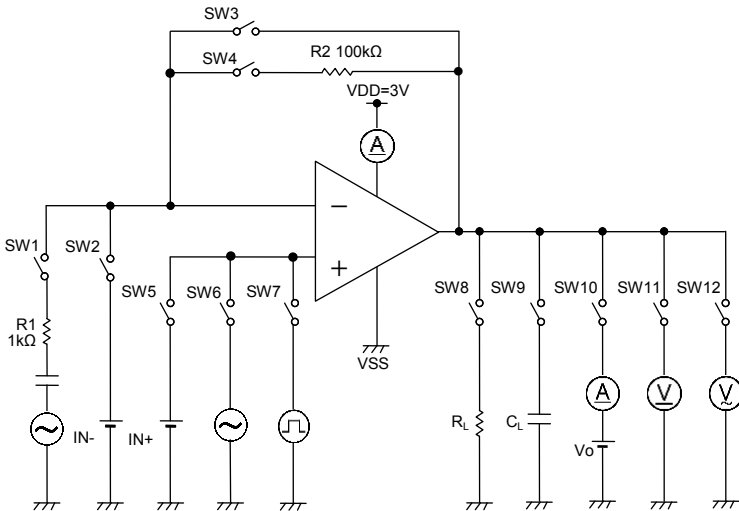 SW3
SW4
R2 100kΩ
VDD=3V
A
−
+
VSS
SW1
SW2
SW5
SW6
SW7
SW8
SW9
SW10
SW11
SW12
R1
1kΩ
A
V
V
IN-
IN+
RL
CL
Vo